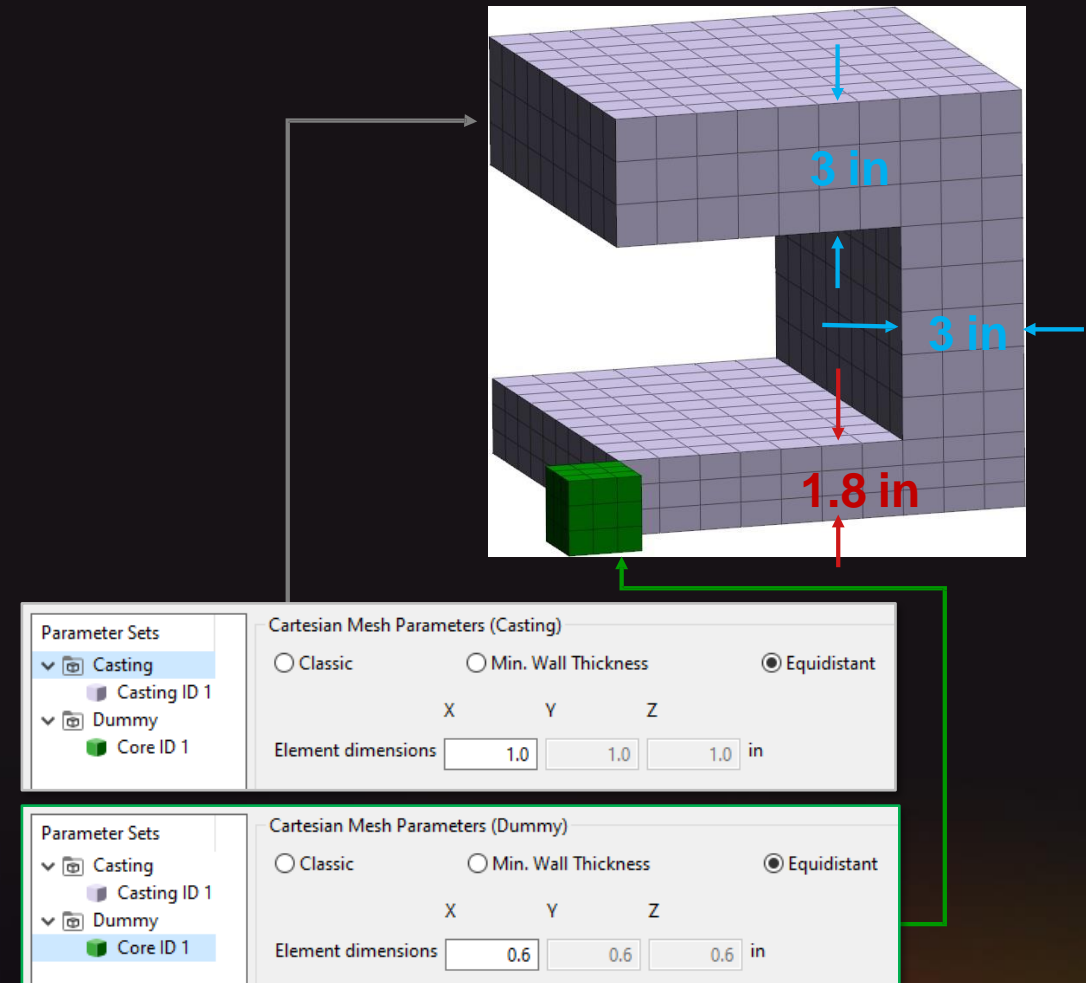 3 in
3 in
1.8 in
Parameter Sets
Casting
Casting ID 1
Dummy
Core ID 1
Cartesian Mesh Parameters (Casting)
Classic
Min. Wall Thickness
Equidistant
X Y Z
Element dimensions 1.0 1.0 1.0 in
Parameter Sets
Casting
Casting ID 1
Dummy
Core ID 1
Cartesian Mesh Parameters (Dummy)
Classic
Min. Wall Thickness
Equidistant
X Y Z
Element dimensions 0.6 0.6 0.6 in